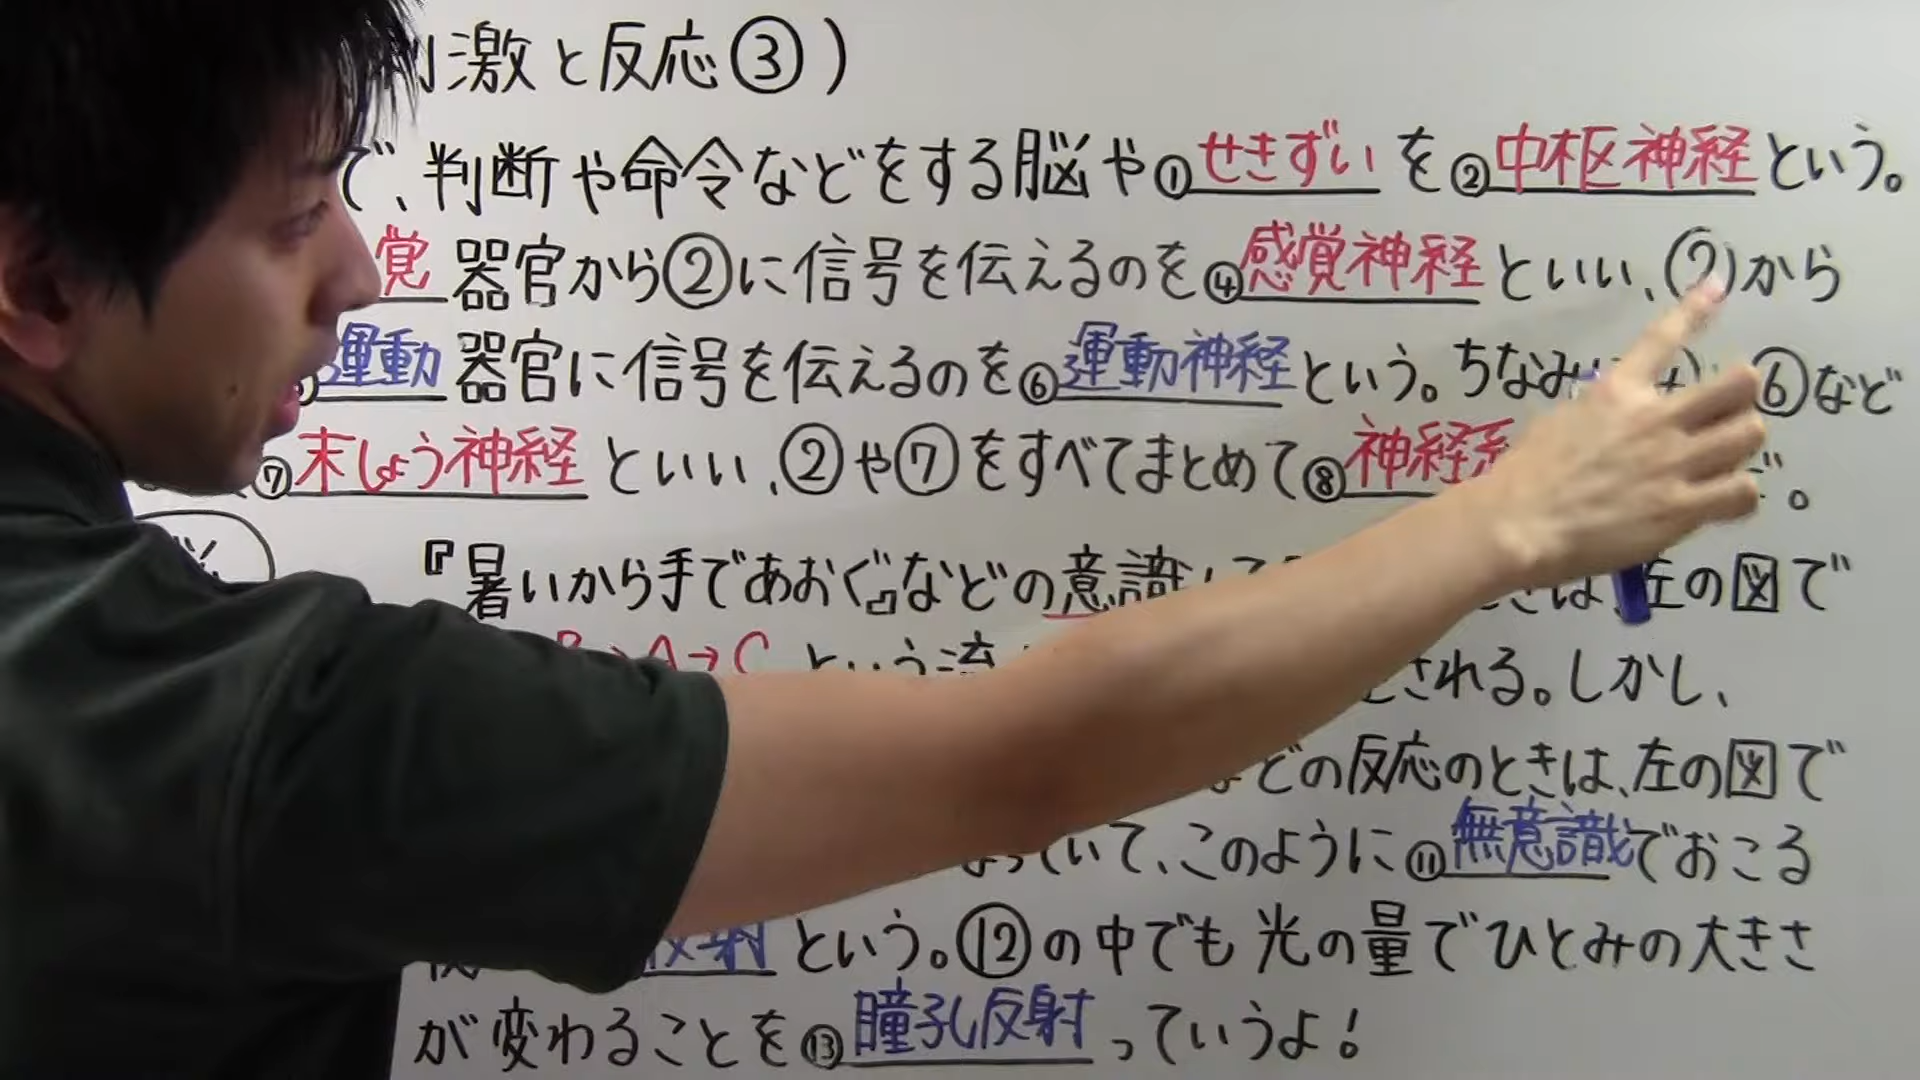 激と反応③)
で、判断や命令などをする脳や①せきずいを②中枢神経という。
覚器官から②に信号を伝えるのを④感覚神経といい、②から
運動器官に信号を伝えるのを⑥運動神経という。ちなみ ⑥など
⑦末しょう神経といい、②や⑦をすべてまとめて⑧神経系
『暑いから手であおぐ』などの意識 左の図で
A→C という流 される。しかし、
どの反応のときは、左の図で
っていて、このように⑪無意識でおこる
反射という。⑫の中でも光の量でひとみの大きさ
が変わることを⑬瞳孔反射っていうよ!